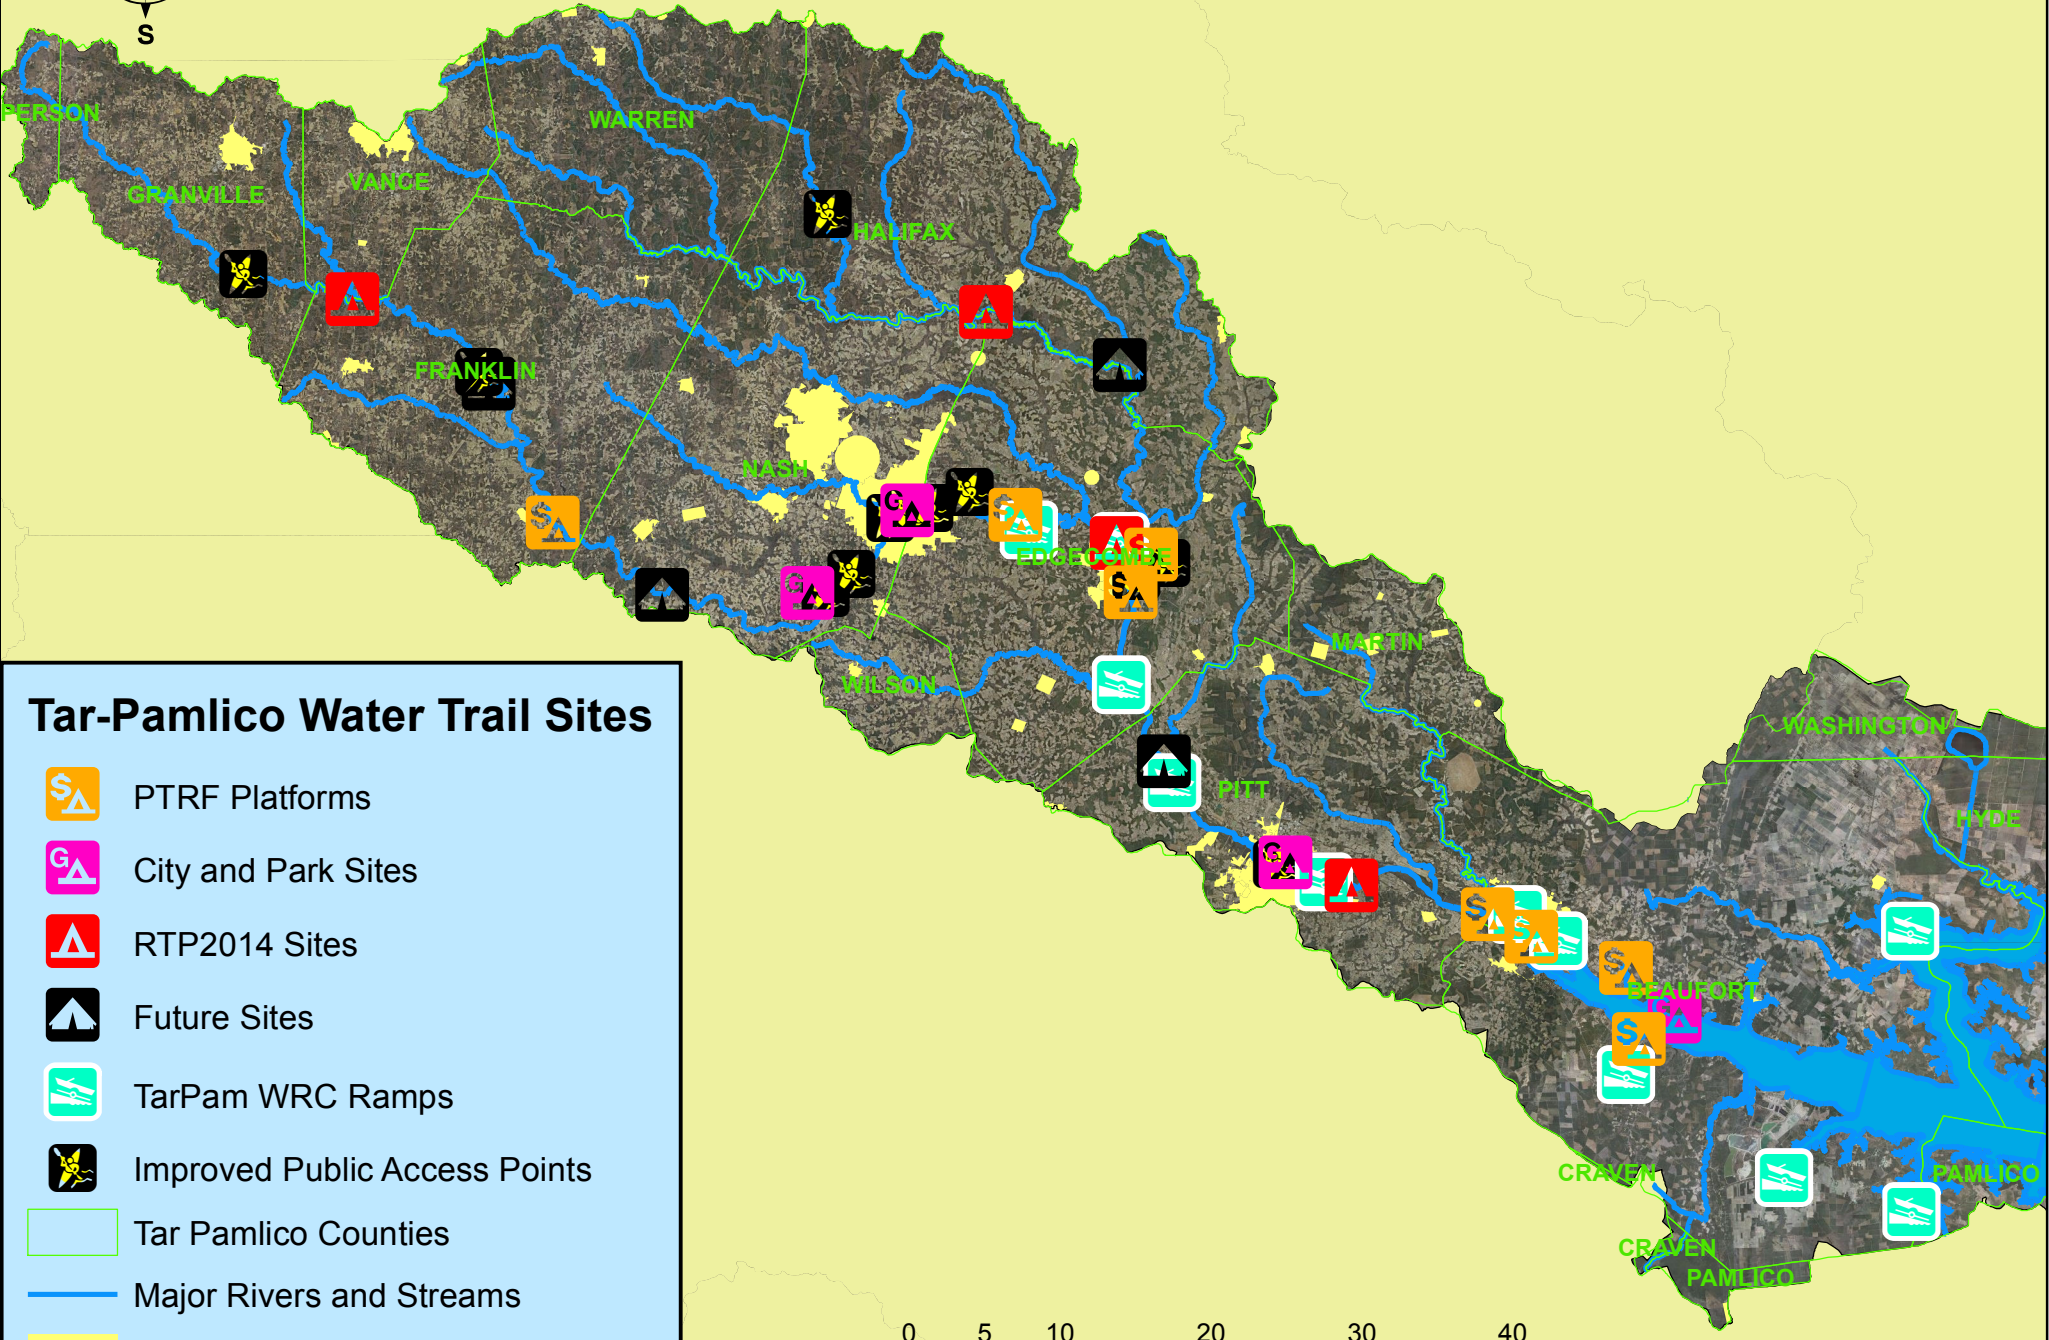 S
PERSON
WARREN
VANCE
GRANVILLE
HALIFAX
FRANKLIN
NASH
EDGECOMBE
MARTIN
WILSON
WASHINGTON
PITT
HYDE
BEAUFORT
CRAVEN
PAMLICO
CRAVEN
PAMLICO
Tar-Pamlico Water Trail Sites
$ PTRF Platforms
G City and Park Sites
RTP2014 Sites
Future Sites
TarPam WRC Ramps
Improved Public Access Points
Tar Pamlico Counties
Major Rivers and Streams
0 5 10 20 30 40